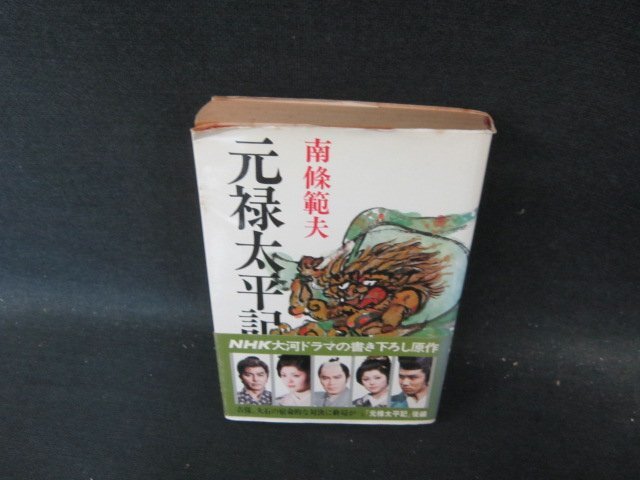 南條範夫
元禄太平記
NHK大河ドラマの書き下ろし原作
「元禄太平記」後編